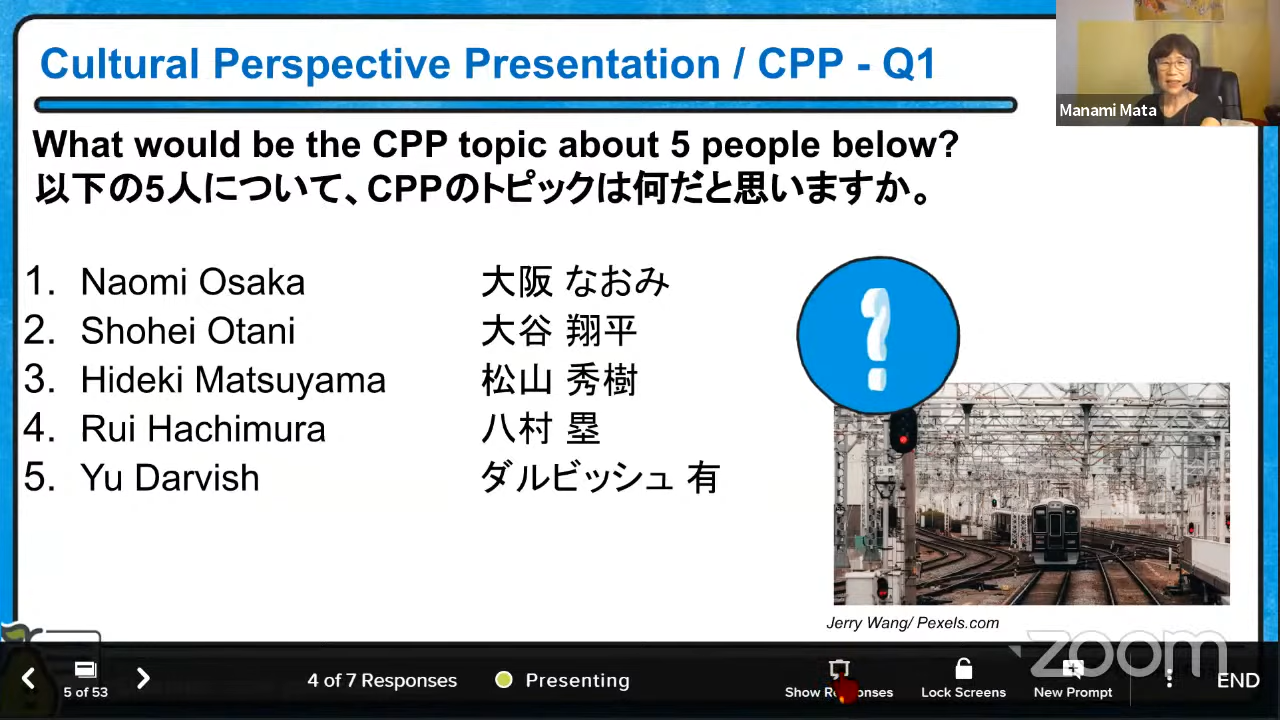 Cultural Perspective Presentation / CPP - Q1
Manami Mata
What would be the CPP topic about 5 people below?
以下の5人について、CPPのトピックは何だと思いますか。
1. Naomi Osaka 大阪 なおみ
2. Shohei Otani 大谷 翔平
3. Hideki Matsuyama 松山 秀樹
4. Rui Hachimura 八村 塁
5. Yu Darvish ダルビッシュ 有
?
Jerry Wang/ Pexels.com
zoom
5 of 53
4 of 7 Responses
Presenting
Show Responses
Lock Screens
New Prompt
END